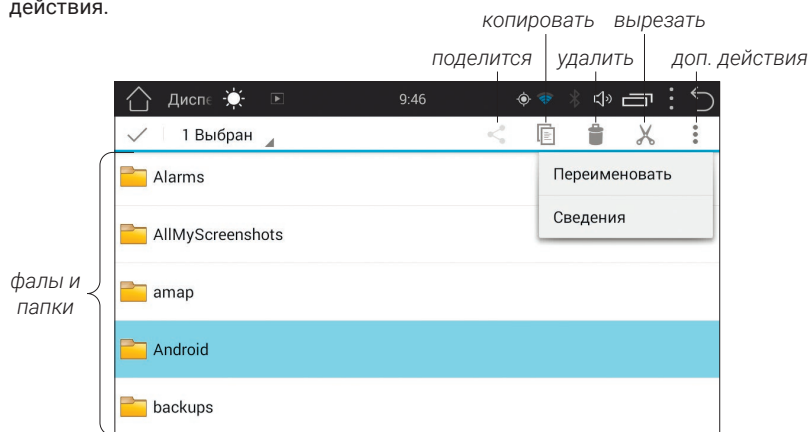 действия.
копировать вырезать
поделится удалить доп. действия
Диспе 9:46
1 Выбран
Alarms
Переименовать
Сведения
AllMyScreenshots
фалы и
папки
amap
Android
backups